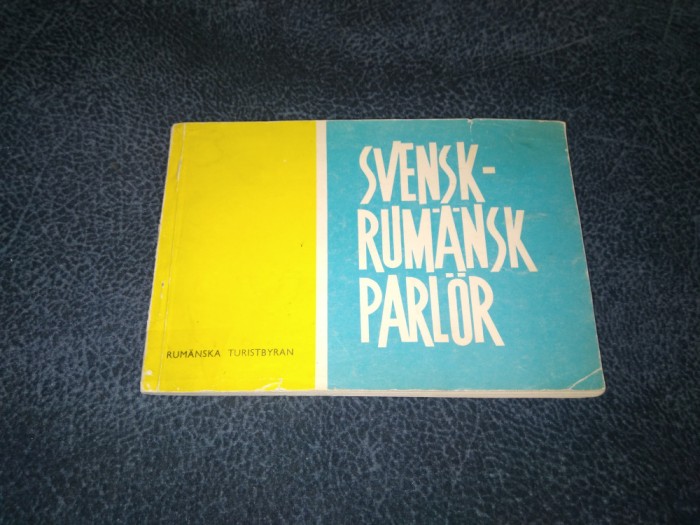 SVENSK-
RUMÄNSK
PARLÖR
RUMÄNSKA TURISTBYRAN